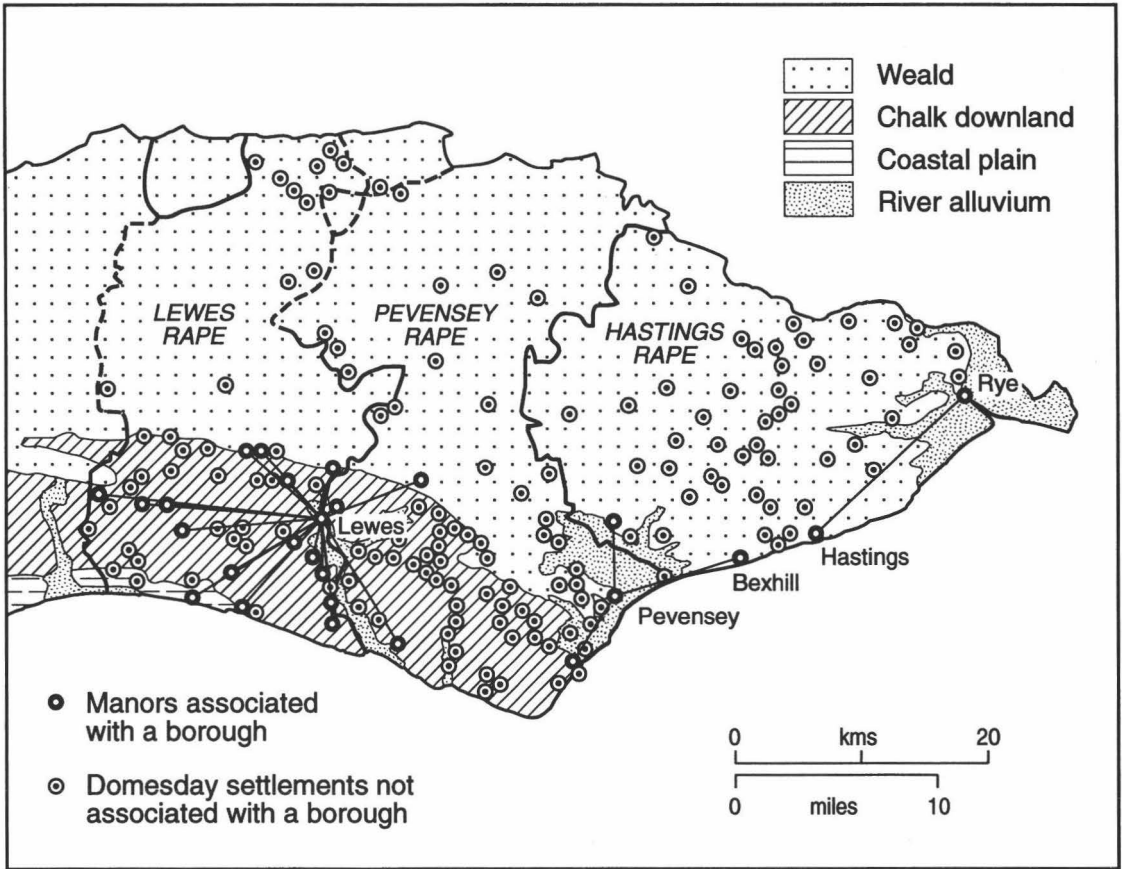 Weald
Chalk downland
Coastal plain
River alluvium
LEWES
RAPE
PEVENSEY
RAPE
HASTINGS
RAPE
Rye
Lewes
Hastings
Bexhill
Pevensey
Manors associated
with a borough
Domesday settlements not
associated with a borough
0 kms 20
0 miles 10